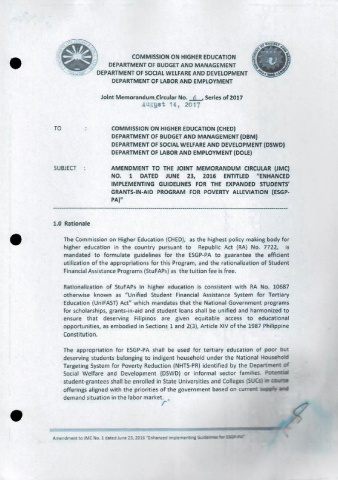 COMMISSION ON HIGHER EDUCATION
DEPARTMENT OF BUDGET AND MANAGEMENT
DEPARTMENT OF SOCIAL WELFARE AND DEVELOPMENT
DEPARTMENT OF LABOR AND EMPLOYMENT
Joint Memorandum Circular No. , Series of 2017
august 14, 2017
TO : COMMISSION ON HIGHER EDUCATION (CHED)
DEPARTMENT OF BUDGET AND MANAGEMENT (DBM)
DEPARTMENT OF SOCIAL WELFARE AND DEVELOPMENT (DSWD)
DEPARTMENT OF LABOR AND EMPLOYMENT (DOLE)
SUBJECT : AMENDMENT TO THE JOINT MEMORANDUM CIRCULAR (JMC)
NO. 1 DATED JUNE 23, 2016 ENTITLED "ENHANCED
IMPLEMENTING GUIDELINES FOR THE EXPANDED STUDENTS'
GRANTS-IN-AID PROGRAM FOR POVERTY ALLEVIATION (ESGP-
PA)"
1.0 Rationale
The Commission on Higher Education (CHED), as the highest policy making body for
higher education in the country pursuant to Republic Act (RA) No. 7722, is
mandated to formulate guidelines for the ESGP-PA to guarantee the efficient
utilization of the appropriations for this Program, and the rationalization of Student
Financial Assistance Programs (StuFAPs) as the tuition fee is free.
Rationalization of StuFAPs in higher education is consistent with RA No. 10687
otherwise known as "Unified Student Financial Assistance System for Tertiary
Education (UniFAST) Act" which mandates that the National Government programs
for scholarships, grants-in-aid and student loans shall be unified and harmonized to
ensure that deserving Filipinos are given equitable access to educational
opportunities, as embodied in Sections 1 and 2(3), Article XIV of the 1987 Philippine
Constitution.
The appropriation for ESGP-PA shall be used for tertiary education of poor but
deserving students belonging to indigent household under the National Household
Targeting System for Poverty Reduction (NHTS-PR) identified by the Department of
Social Welfare and Development (DSWD) or informal sector families. Potential
student-grantees shall be enrolled in State Universities and Colleges (SUCs) in course
offerings aligned with the priorities of the government based on current supply and
demand situation in the labor market.
Amendment to JMC No. 1 dated June 23, 2016 "Enhanced Implementing Guidelines for ESGP-PA"